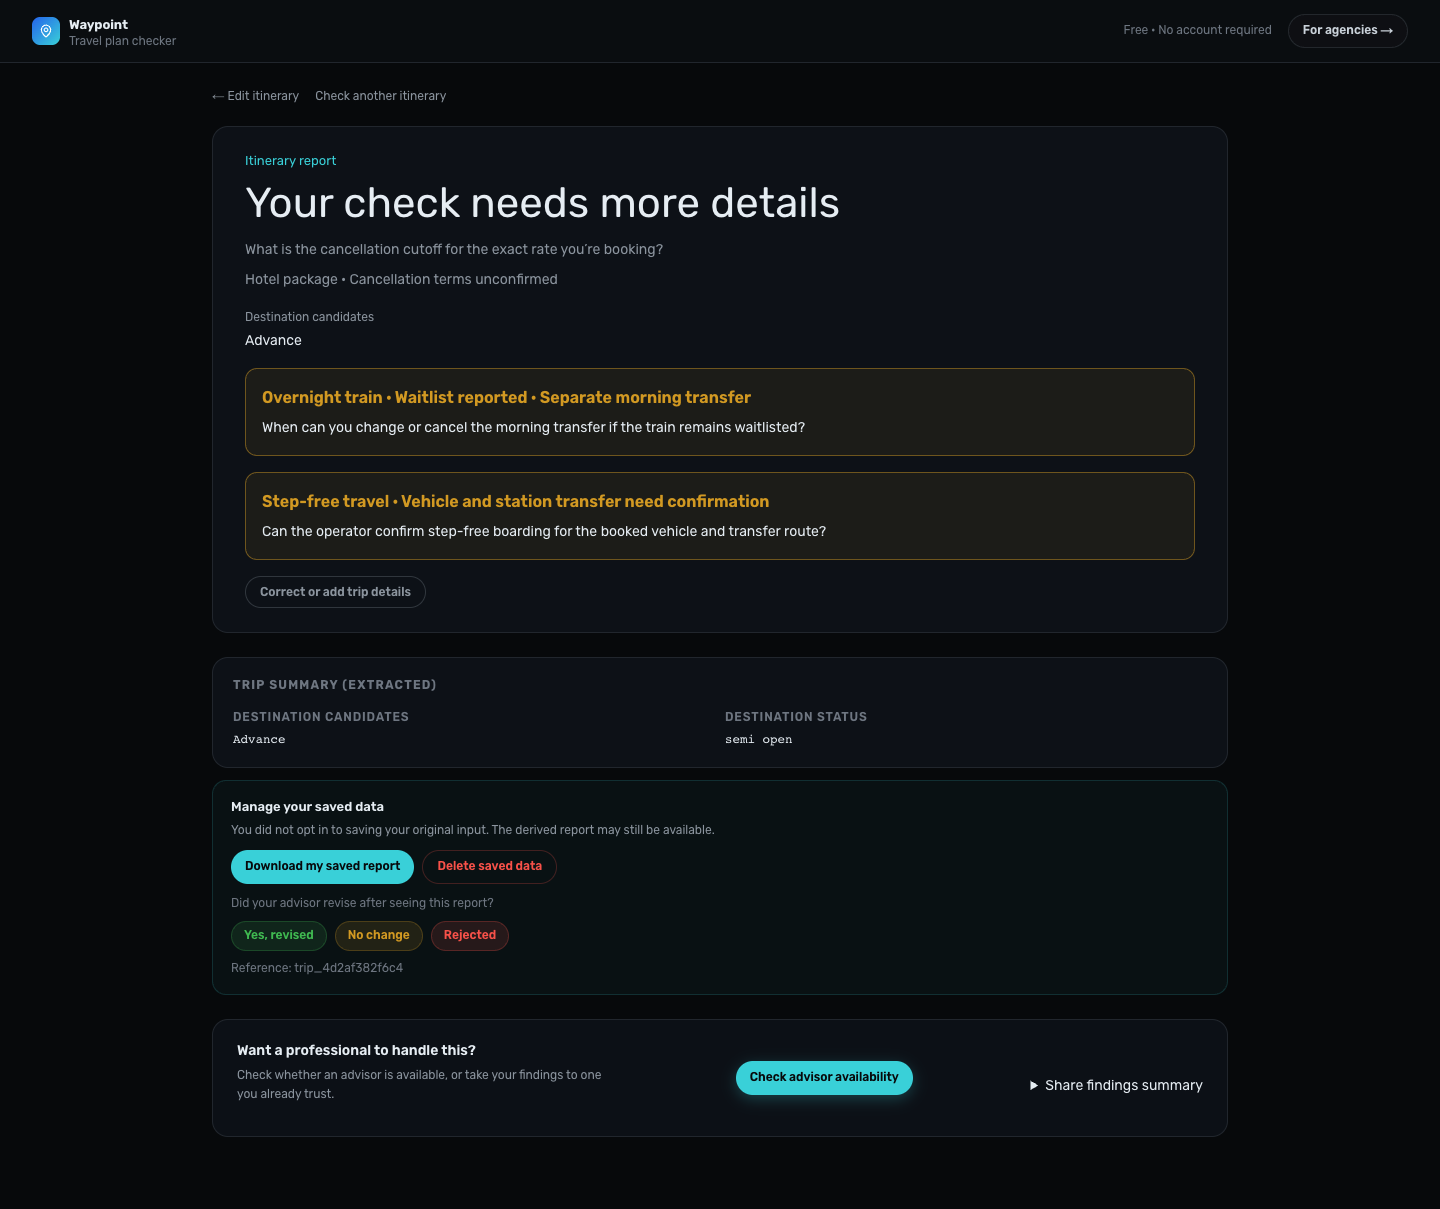 Waypoint
Travel plan checker
Free • No account required
For agencies →
← Edit itinerary
Check another itinerary
Itinerary report
Your check needs more details
What is the cancellation cutoff for the exact rate you’re booking?
Hotel package • Cancellation terms unconfirmed
Destination candidates
Advance
Overnight train • Waitlist reported • Separate morning transfer
When can you change or cancel the morning transfer if the train remains waitlisted?
Step-free travel • Vehicle and station transfer need confirmation
Can the operator confirm step-free boarding for the booked vehicle and transfer route?
Correct or add trip details
TRIP SUMMARY (EXTRACTED)
DESTINATION CANDIDATES
Advance
DESTINATION STATUS
semi open
Manage your saved data
You did not opt in to saving your original input. The derived report may still be available.
Download my saved report
Delete saved data
Did your advisor revise after seeing this report?
Yes, revised
No change
Rejected
Reference: trip_4d2af382f6c4
Want a professional to handle this?
Check whether an advisor is available, or take your findings to one
you already trust.
Check advisor availability
▶ Share findings summary